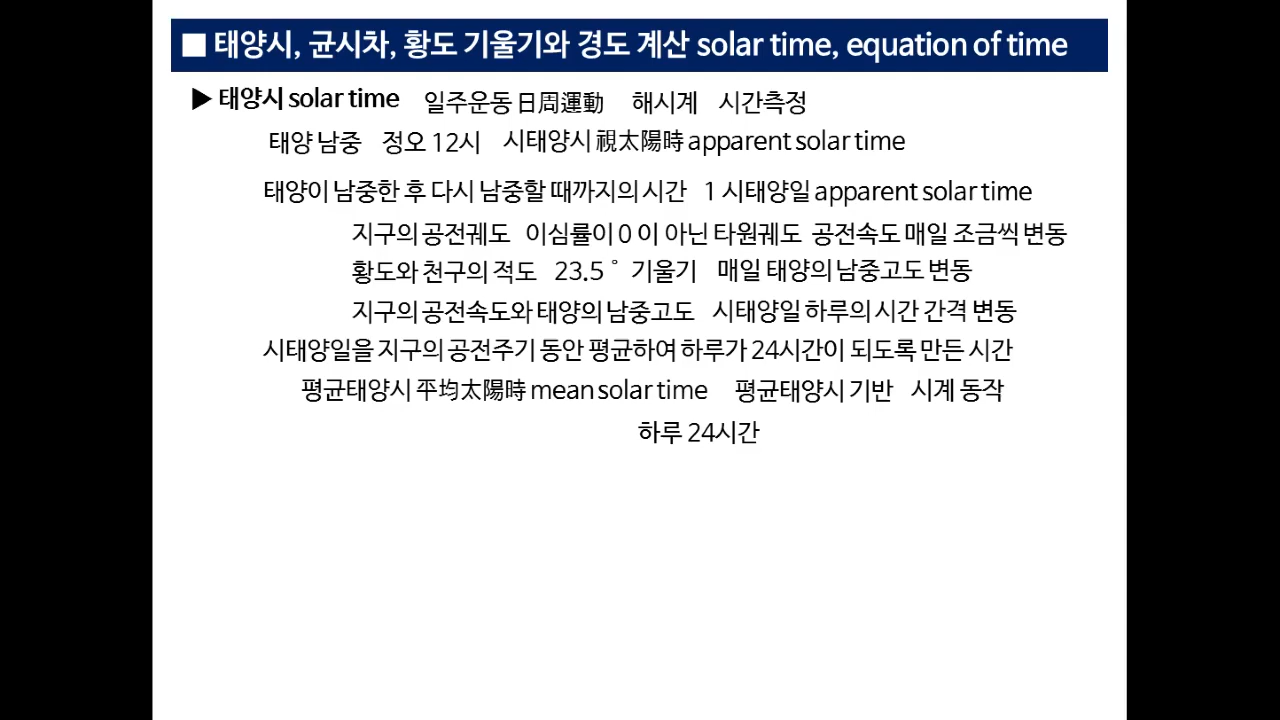 ■ 태양시, 균시차, 황도 기울기와 경도 계산 solar time, equation of time
▶ 태양시 solar time 일주운동 日周運動 해시계 시간측정
태양 남중 정오 12시 시태양시 視太陽時 apparent solar time
태양이 남중한 후 다시 남중할 때까지의 시간 1 시태양일 apparent solar time
지구의 공전궤도 이심률이 0 이 아닌 타원궤도 공전속도 매일 조금씩 변동
황도와 천구의 적도 23.5 ˚ 기울기 매일 태양의 남중고도 변동
지구의 공전속도와 태양의 남중고도 시태양일 하루의 시간 간격 변동
시태양일을 지구의 공전주기 동안 평균하여 하루가 24시간이 되도록 만든 시간
평균태양시 平均太陽時 mean solar time 평균태양시 기반 시계 동작
하루 24시간